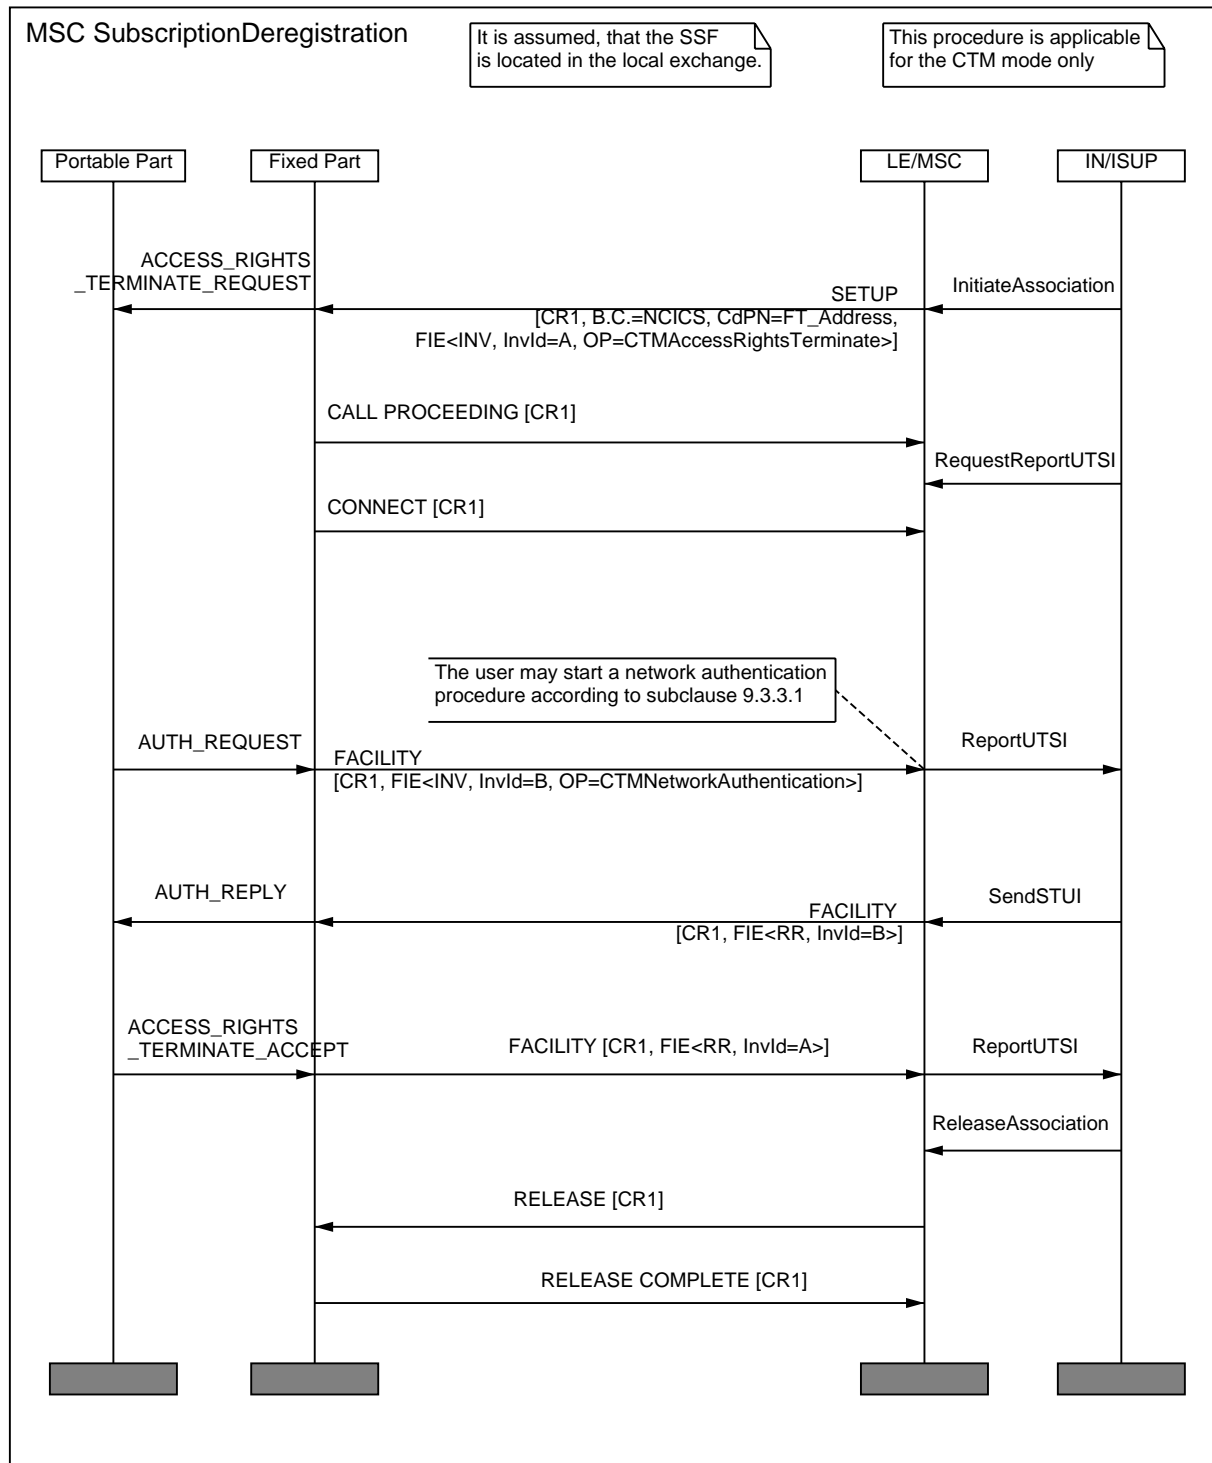 MSC SubscriptionDeregistration
It is assumed, that the SSF
is located in the local exchange.
This procedure is applicable
for the CTM mode only
Portable Part
Fixed Part
LE/MSC
IN/ISUP
ACCESS_RIGHTS
_TERMINATE_REQUEST
SETUP
[CR1, B.C.=NCICS, CdPN=FT_Address,
FIE<INV, InvId=A, OP=CTMAccessRightsTerminate>]
InitiateAssociation
CALL PROCEEDING [CR1]
RequestReportUTSI
CONNECT [CR1]
The user may start a network authentication
procedure according to subclause 9.3.3.1
AUTH_REQUEST
FACILITY
[CR1, FIE<INV, InvId=B, OP=CTMNetworkAuthentication>]
ReportUTSI
AUTH_REPLY
FACILITY
[CR1, FIE<RR, InvId=B>]
SendSTUI
ACCESS_RIGHTS
_TERMINATE_ACCEPT
FACILITY [CR1, FIE<RR, InvId=A>]
ReportUTSI
ReleaseAssociation
RELEASE [CR1]
RELEASE COMPLETE [CR1]